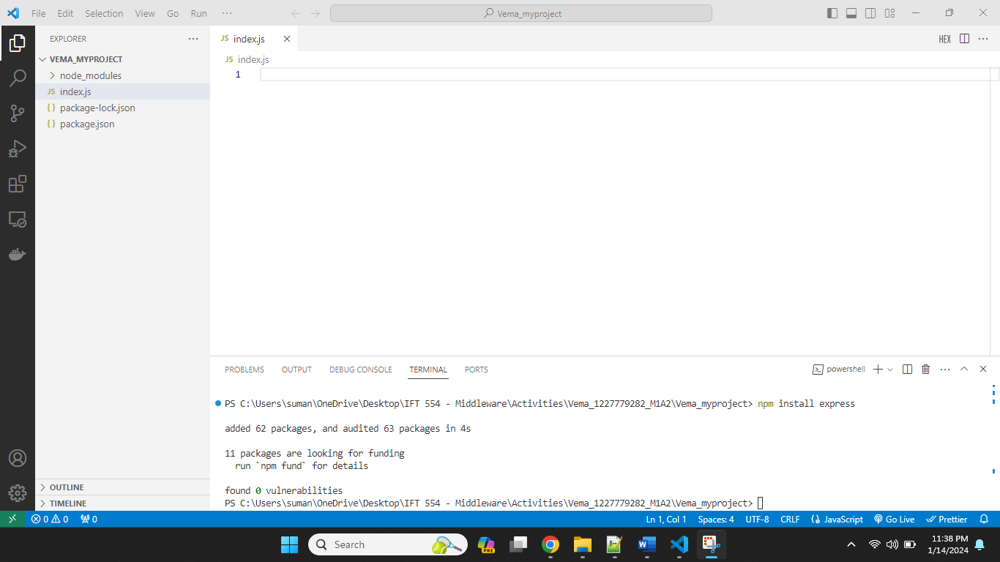 File Edit Selection View Go Run ··· Vema_myproject
EXPLORER ···
VEMA_MYPROJECT
node_modules
JS index.js
{} package-lock.json
{} package.json
OUTLINE
TIMELINE
JS index.js
HEX ···
JS index.js
1
PROBLEMS OUTPUT DEBUG CONSOLE TERMINAL PORTS
powershell ···
PS C:\Users\suman\OneDrive\Desktop\IFT 554 - Middleware\Activities\Vema_1227779282_M1A2\Vema_myproject> npm install express
added 62 packages, and audited 63 packages in 4s
11 packages are looking for funding
run `npm fund` for details
found 0 vulnerabilities
PS C:\Users\suman\OneDrive\Desktop\IFT 554 - Middleware\Activities\Vema_1227779282_M1A2\Vema_myproject>
0 0 0 Ln 1, Col 1 Spaces: 4 UTF-8 CRLF {} JavaScript Go Live Prettier
Search
PRE
11:38 PM
1/14/2024